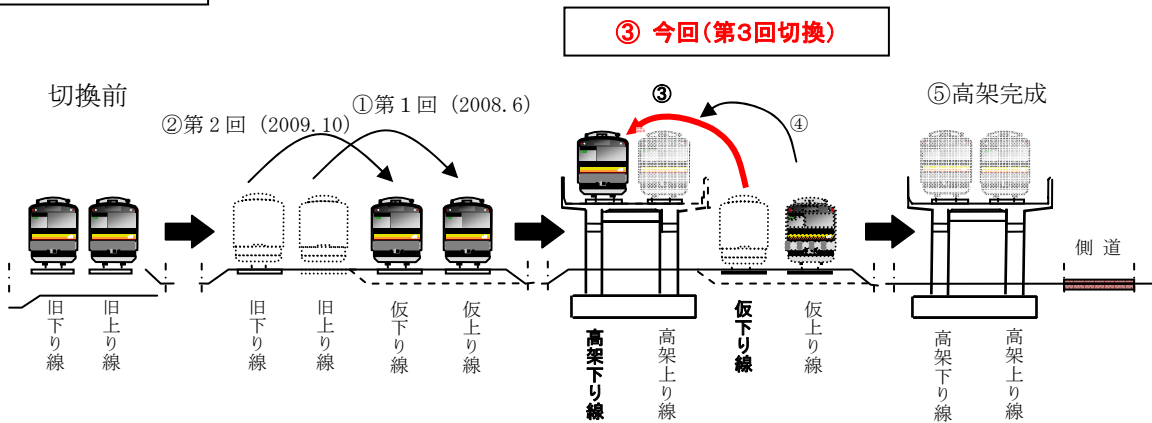 ③ 今回(第3回切換)
切換前
②第２回（2009.10）
①第１回（2008.6）
③
④
⑤高架完成
旧下り線
旧上り線
旧下り線
旧上り線
仮下り線
仮上り線
高架下り線
高架上り線
仮下り線
仮上り線
高架下り線
高架上り線
側 道